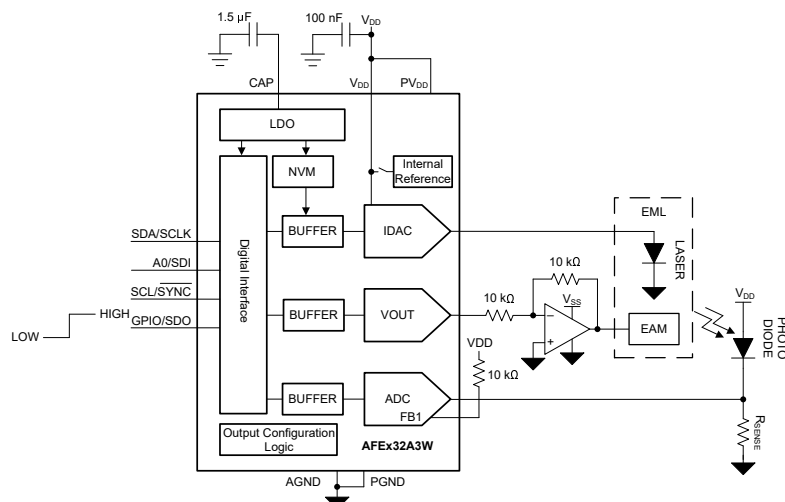 1.5 µF
100 nF
VDD
CAP
VDD
PVDD
LDO
NVM
Internal
Reference
EML
SDA/SCLK
BUFFER
IDAC
LASER
A0/SDI
Digital Interface
10 kΩ
SCL/SYNC
HIGH
LOW
GPIO/SDO
BUFFER
VOUT
10 kΩ
VSS
−
+
EAM
VDD
PHOTO
DIODE
VDD
10 kΩ
BUFFER
ADC
FB1
RSENSE
Output Configuration
Logic
AFEx32A3W
AGND
PGND